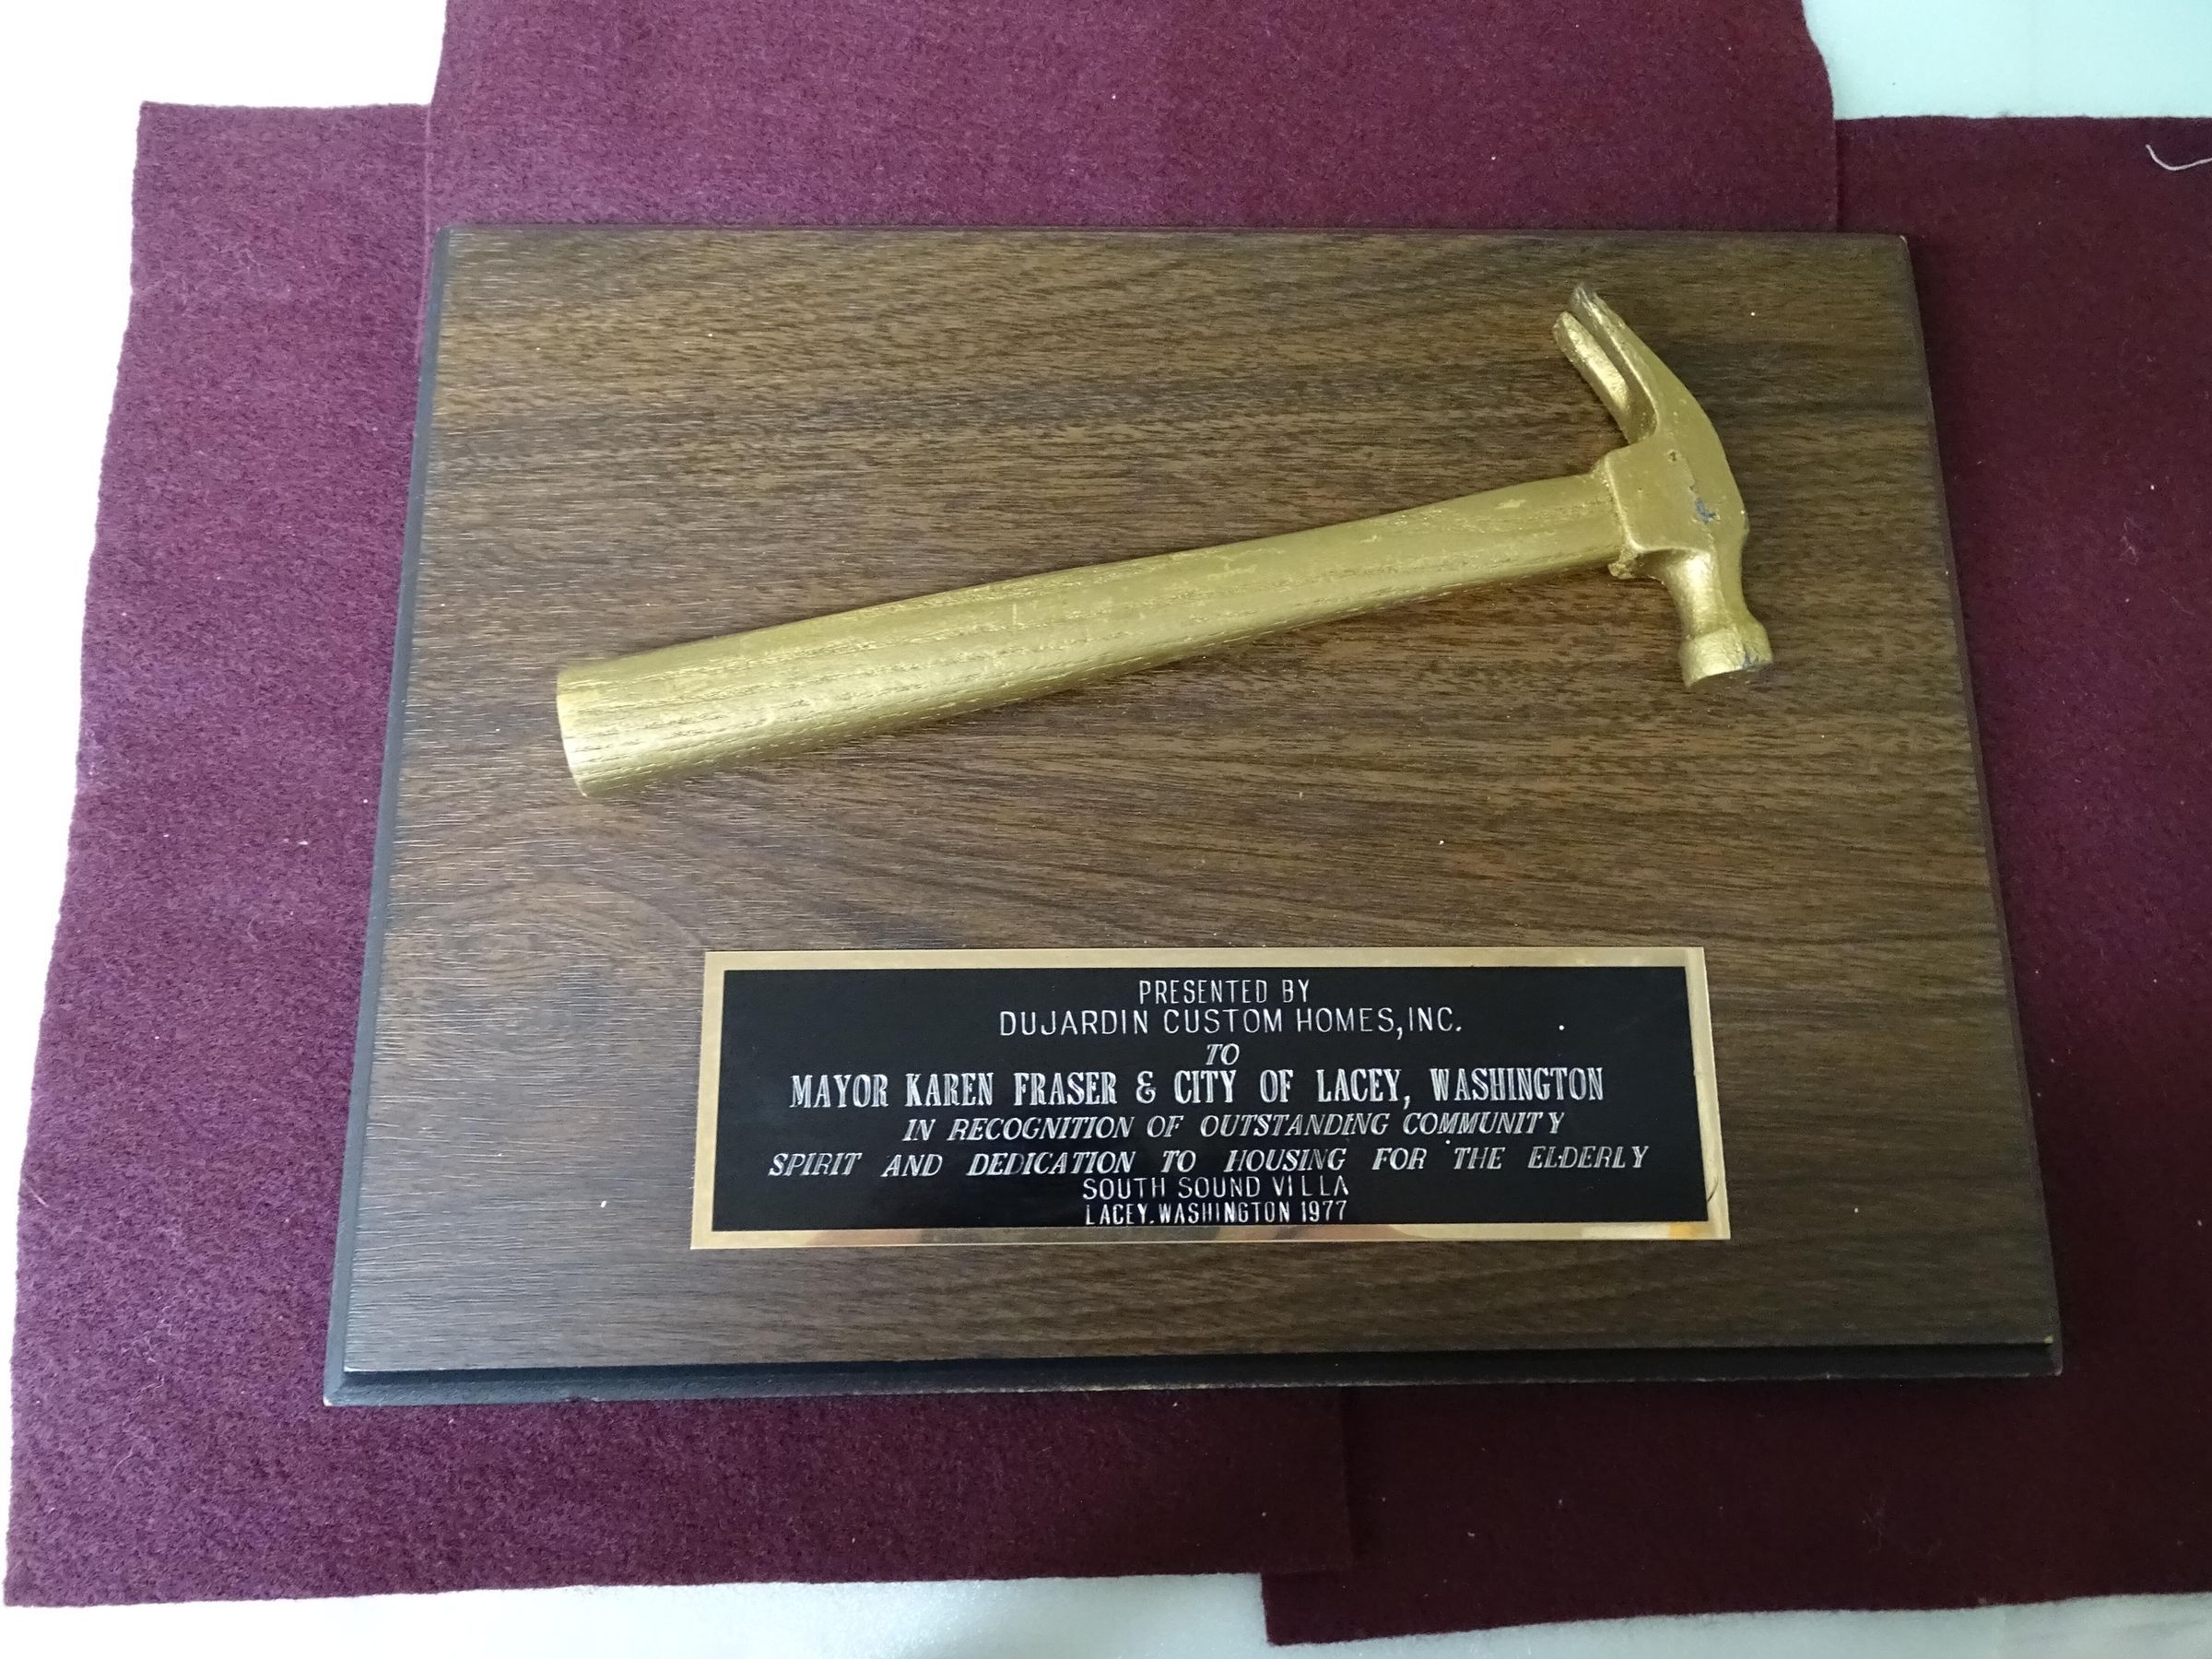 PRESENTED BY
DUJARDIN CUSTOM HOMES, INC.
TO
MAYOR KAREN FRASER & CITY OF LACEY, WASHINGTON
IN RECOGNITION OF OUTSTANDING COMMUNITY
SPIRIT AND DEDICATION TO HOUSING FOR THE ELDERLY
SOUTH SOUND VILLA
LACEY, WASHINGTON 1977